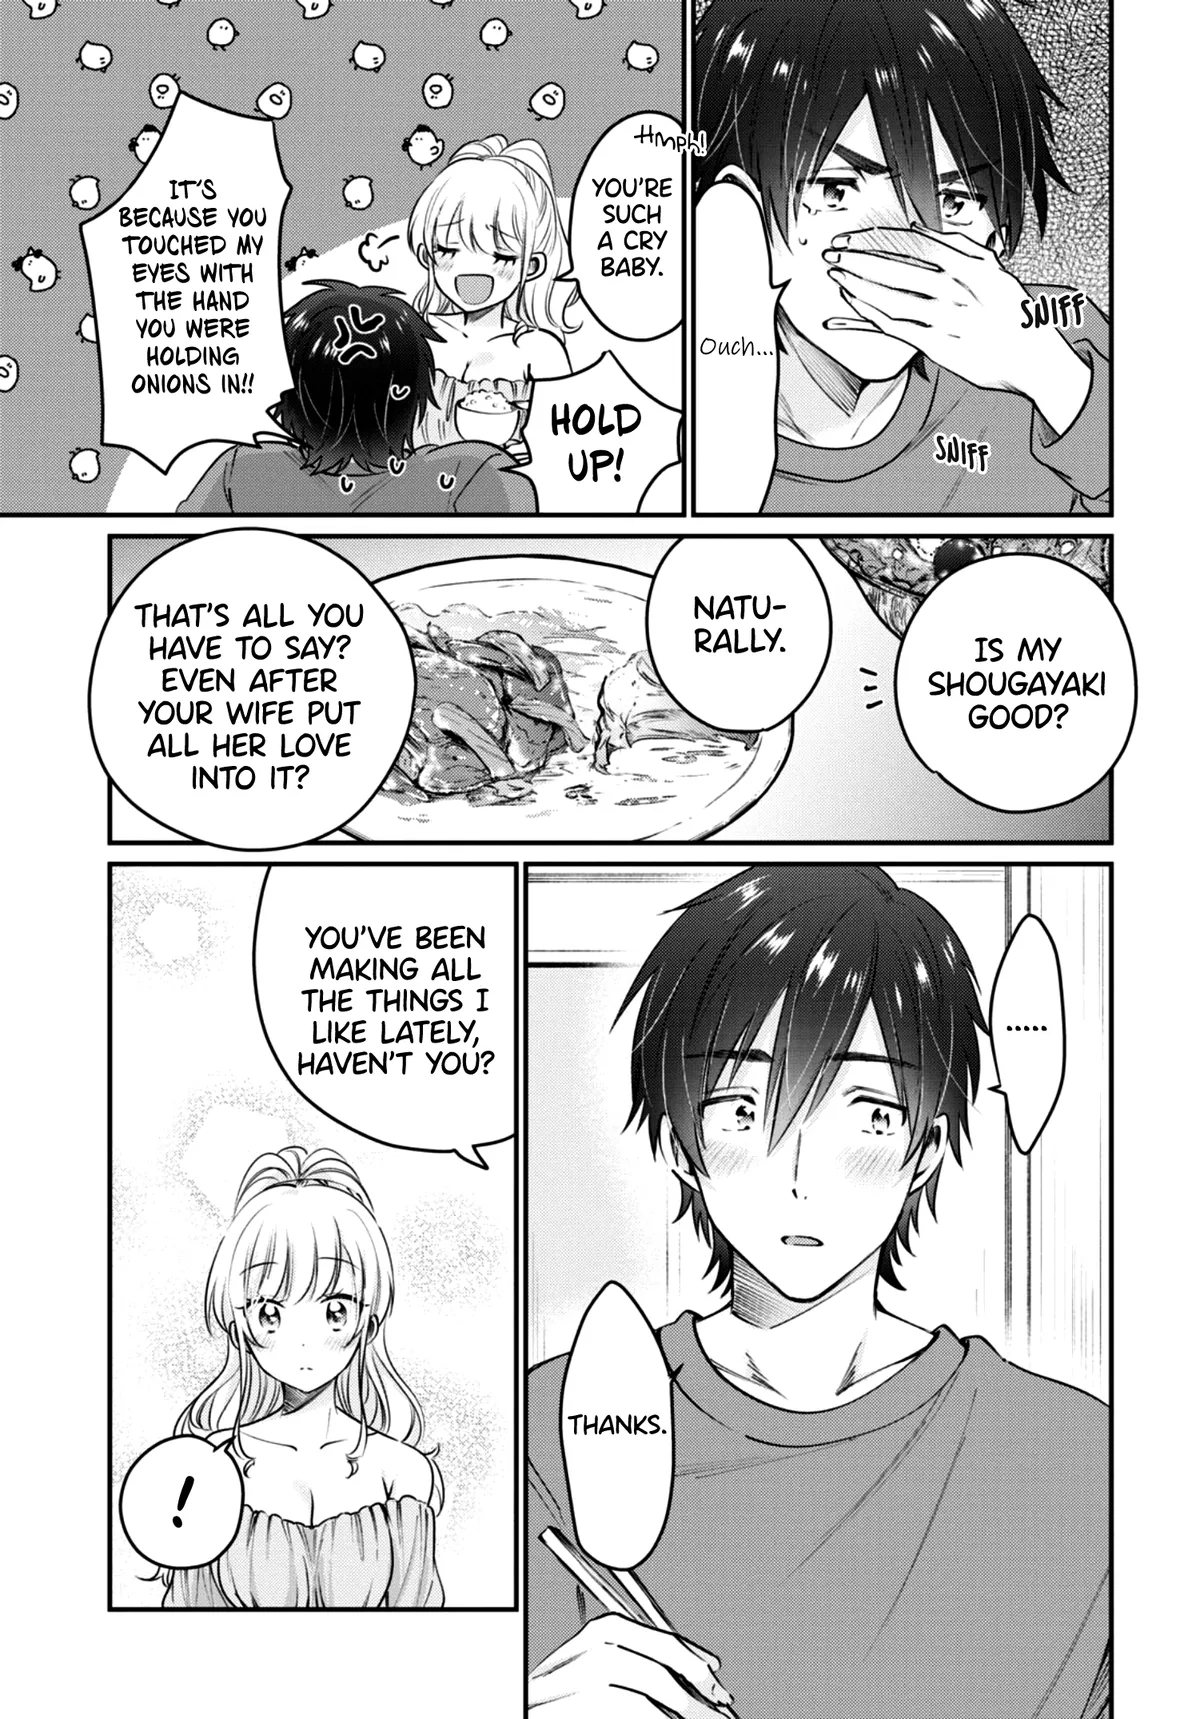 Ouch...
SNIFF
SNIFF
Hmph!
YOU'RE
SUCH
A CRY
BABY.
HOLD
UP!
IT'S
BECAUSE YOU
TOUCHED MY
EYES WITH
THE HAND
YOU WERE
HOLDING
ONIONS IN!!
IS MY
SHOUGAYAKI
GOOD?
NATU-
RALLY.
THAT'S ALL YOU
HAVE TO SAY?
EVEN AFTER
YOUR WIFE PUT
ALL HER LOVE
INTO IT?
.....
THANKS.
YOU'VE BEEN
MAKING ALL
THE THINGS I
LIKE LATELY,
HAVEN'T YOU?
!